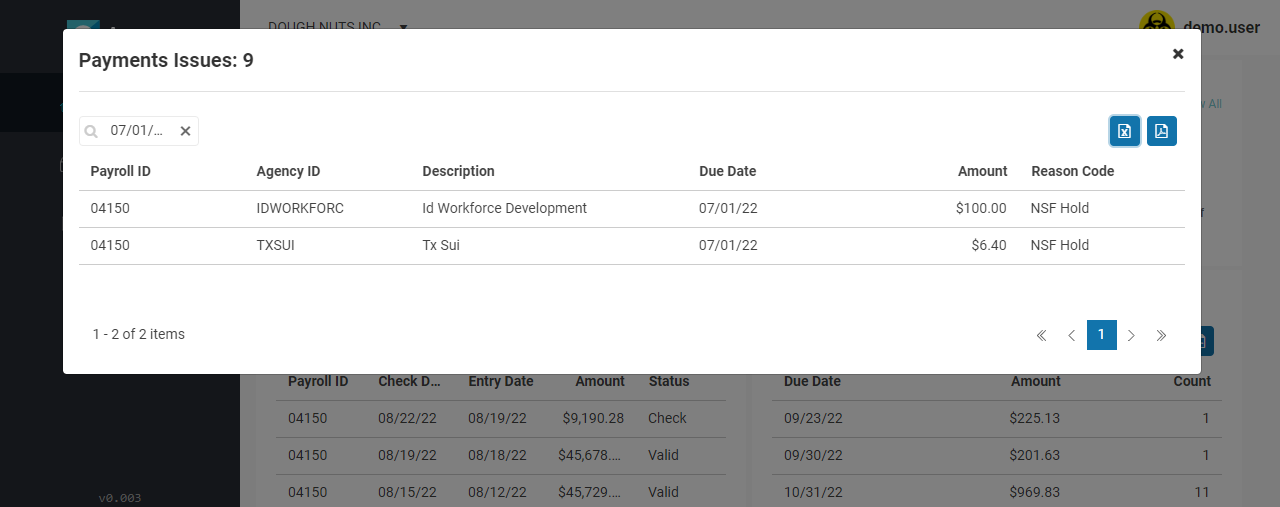 DOUGH NUTS INC
demo.user
Payments Issues: 9
All
07/01/...
Payroll ID Agency ID Description Due Date Amount Reason Code
04150 IDWORKFORC Id Workforce Development 07/01/22 $100.00 NSF Hold
04150 TXSUI Tx Sui 07/01/22 $6.40 NSF Hold
1 - 2 of 2 items
1
Payroll ID Check D... Entry Date Amount Status
04150 08/22/22 08/19/22 $9,190.28 Check
04150 08/19/22 08/18/22 $45,678.... Valid
04150 08/15/22 08/12/22 $45,729.... Valid
Due Date Amount Count
09/23/22 $225.13 1
09/30/22 $201.63 1
10/31/22 $969.83 11
v0.003